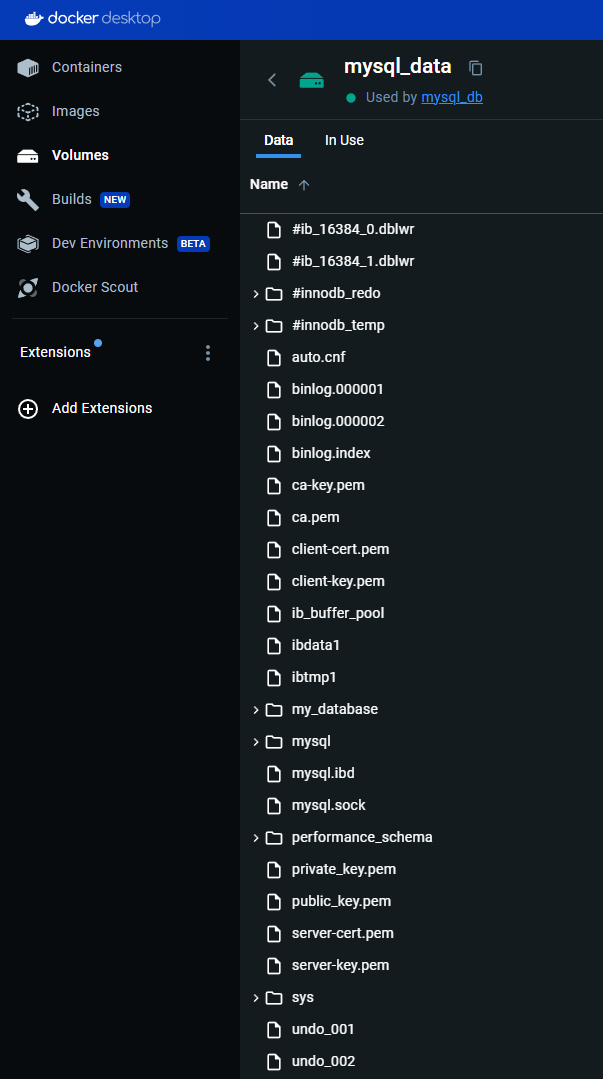 docker desktop
Containers
Images
Volumes
Builds NEW
Dev Environments BETA
Docker Scout
Extensions
Add Extensions
mysql_data
Used by mysql_db
Data In Use
Name
#ib_16384_0.dblwr
#ib_16384_1.dblwr
#innodb_redo
#innodb_temp
auto.cnf
binlog.000001
binlog.000002
binlog.index
ca-key.pem
ca.pem
client-cert.pem
client-key.pem
ib_buffer_pool
ibdata1
ibtmp1
my_database
mysql
mysql.ibd
mysql.sock
performance_schema
private_key.pem
public_key.pem
server-cert.pem
server-key.pem
sys
undo_001
undo_002